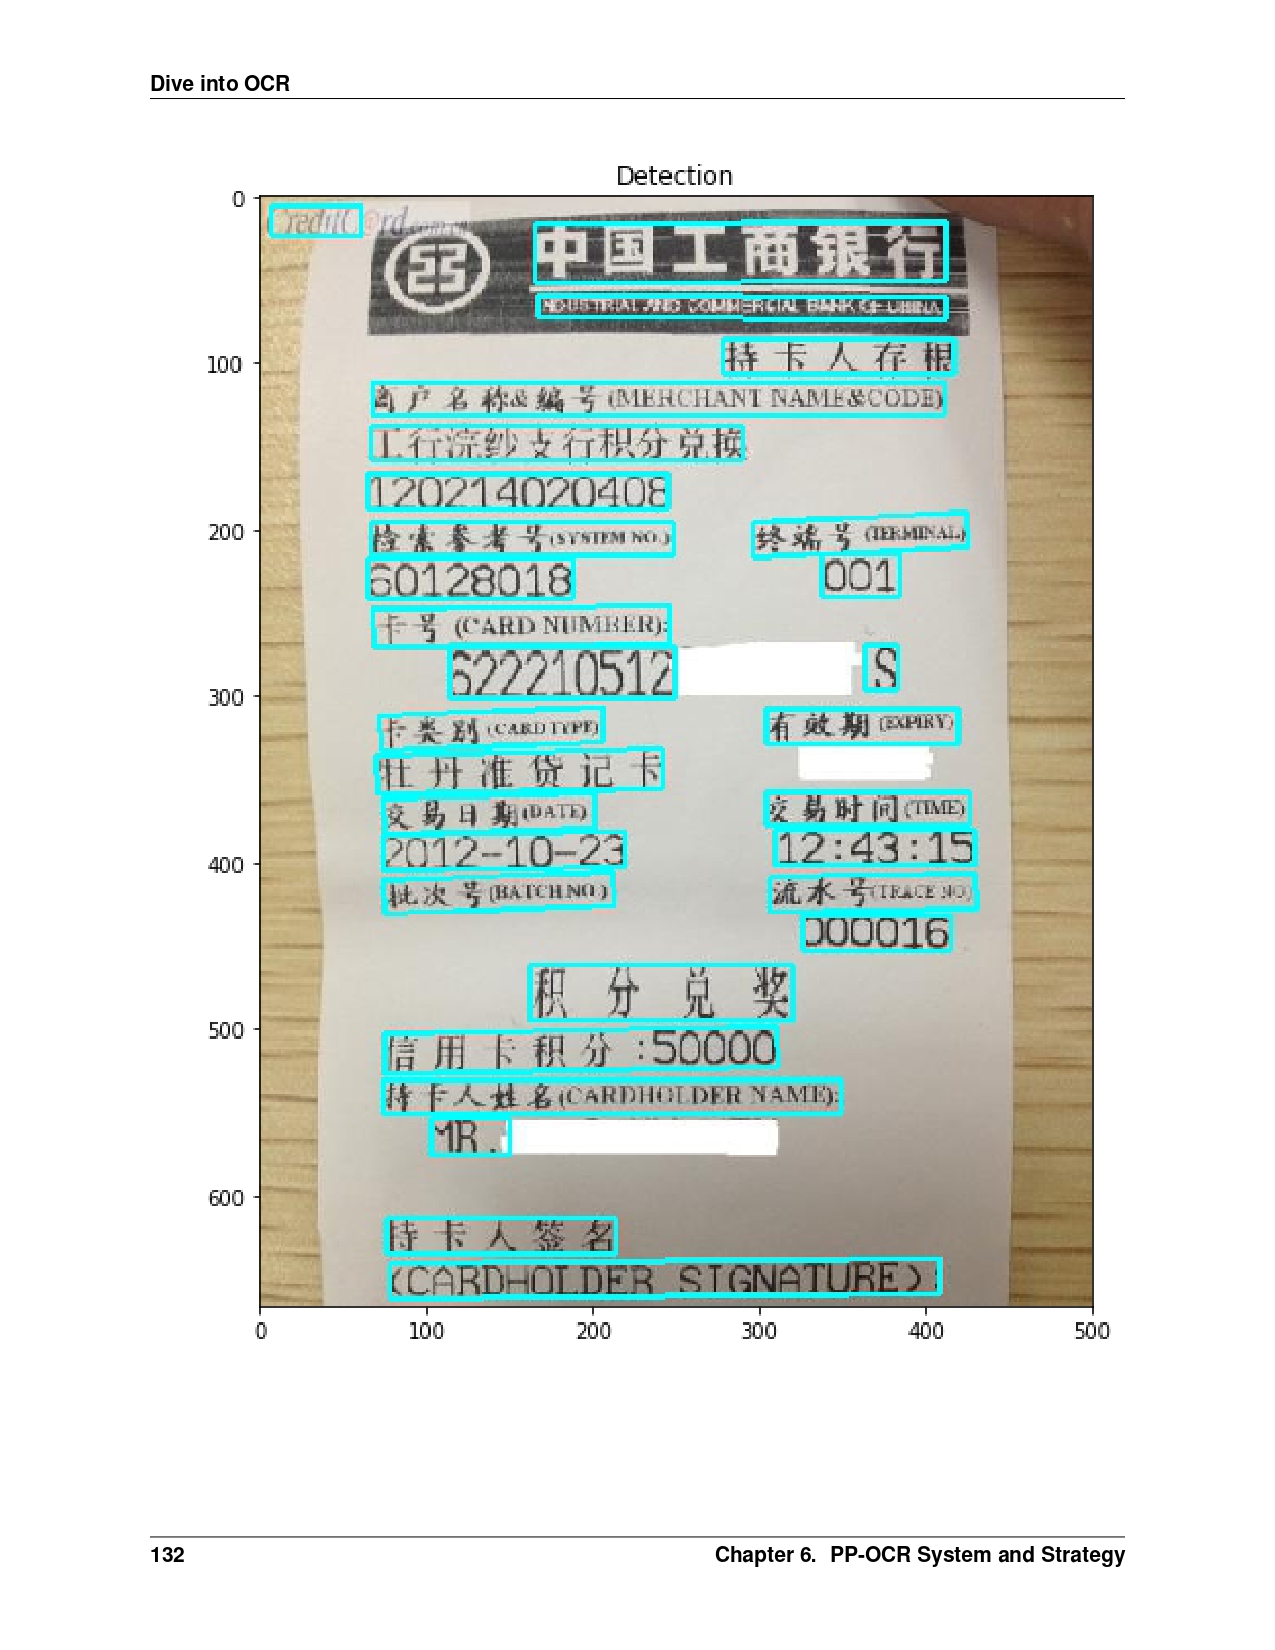 Dive into OCR
Detection
0
CreditCard.com.cn
中国工商银行
INDUSTRIAL AND COMMERCIAL BANK OF CHINA
持卡人存根
100
商户名称&编号(MERCHANT NAME&CODE)
工行浣纱支行积分兑换
120214020408
200
检索参考号(SYSTEM NO.) 终端号(TERMINAL)
60128018 001
卡号 (CARD NUMBER):
622210512 S
300
卡类别(CARD TYPE) 有效期(EXPIRY)
牡丹准贷记卡
交易日期(DATE) 交易时间(TIME)
2012-10-23 12:43:15
400
批次号(BATCH NO.) 流水号(TRACE NO.)
000016
积分兑奖
500
信用卡积分:50000
持卡人姓名(CARDHOLDER NAME):
MR.
600
持卡人签名
(CARDHOLDER SIGNATURE):
0 100 200 300 400 500
132 Chapter 6. PP-OCR System and Strategy